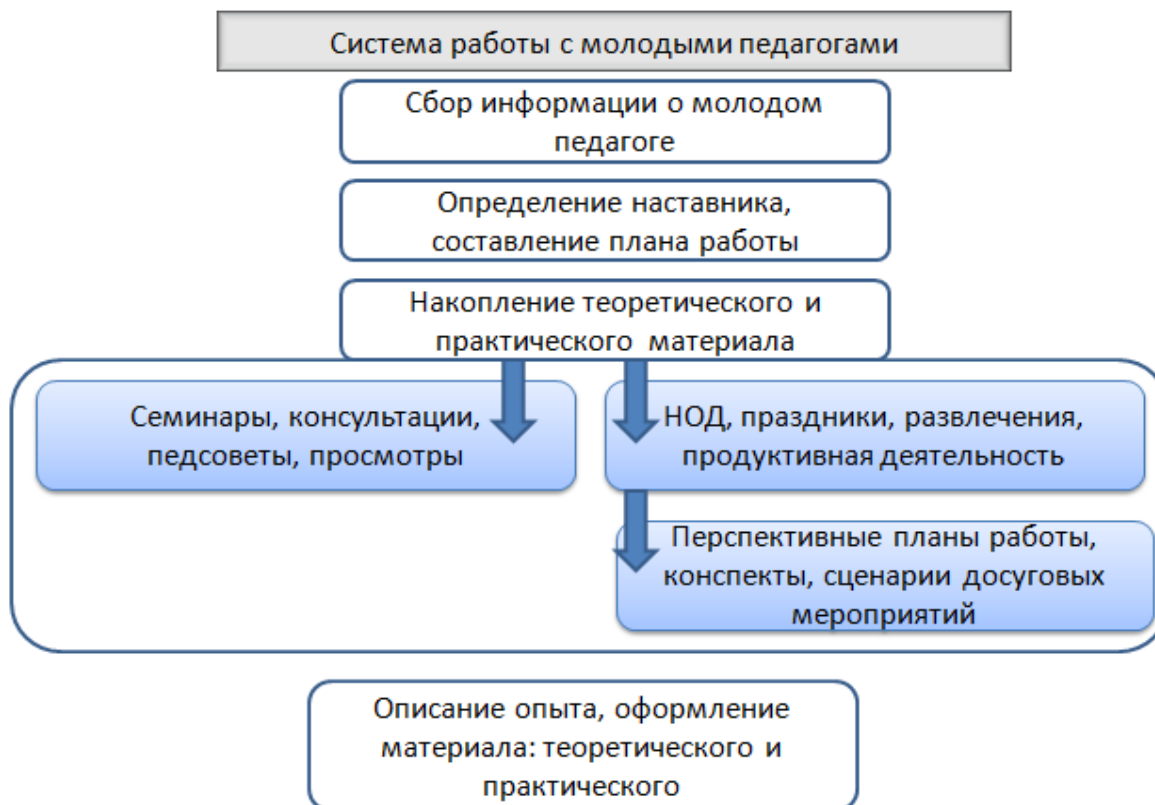 Система работы с молодыми педагогами
Сбор информации о молодом
педагоге
Определение наставника,
составление плана работы
Накопление теоретического и
практического материала
Семинары, консультации,
педсоветы, просмотры
НОД, праздники, развлечения,
продуктивная деятельность
Перспективные планы работы,
конспекты, сценарии досуговых
мероприятий
Описание опыта, оформление
материала: теоретического и
практического